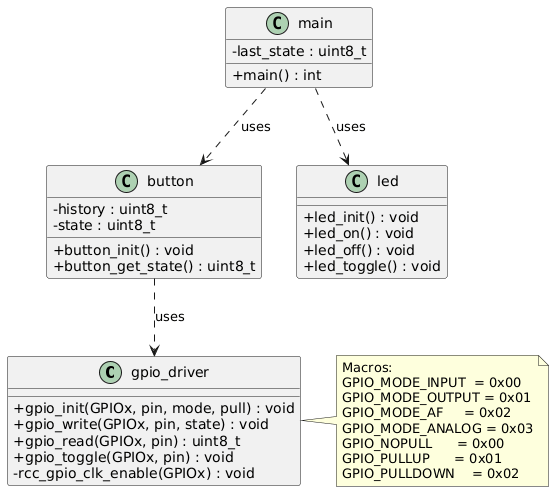 C main
-last_state : uint8_t
+main() : int
uses
uses
C button
-history : uint8_t
-state : uint8_t
+button_init() : void
+button_get_state() : uint8_t
C led
+led_init() : void
+led_on() : void
+led_off() : void
+led_toggle() : void
uses
C gpio_driver
+gpio_init(GPIOx, pin, mode, pull) : void
+gpio_write(GPIOx, pin, state) : void
+gpio_read(GPIOx, pin) : uint8_t
+gpio_toggle(GPIOx, pin) : void
-rcc_gpio_clk_enable(GPIOx) : void
Macros:
GPIO_MODE_INPUT = 0x00
GPIO_MODE_OUTPUT = 0x01
GPIO_MODE_AF = 0x02
GPIO_MODE_ANALOG = 0x03
GPIO_NOPULL = 0x00
GPIO_PULLUP = 0x01
GPIO_PULLDOWN = 0x02